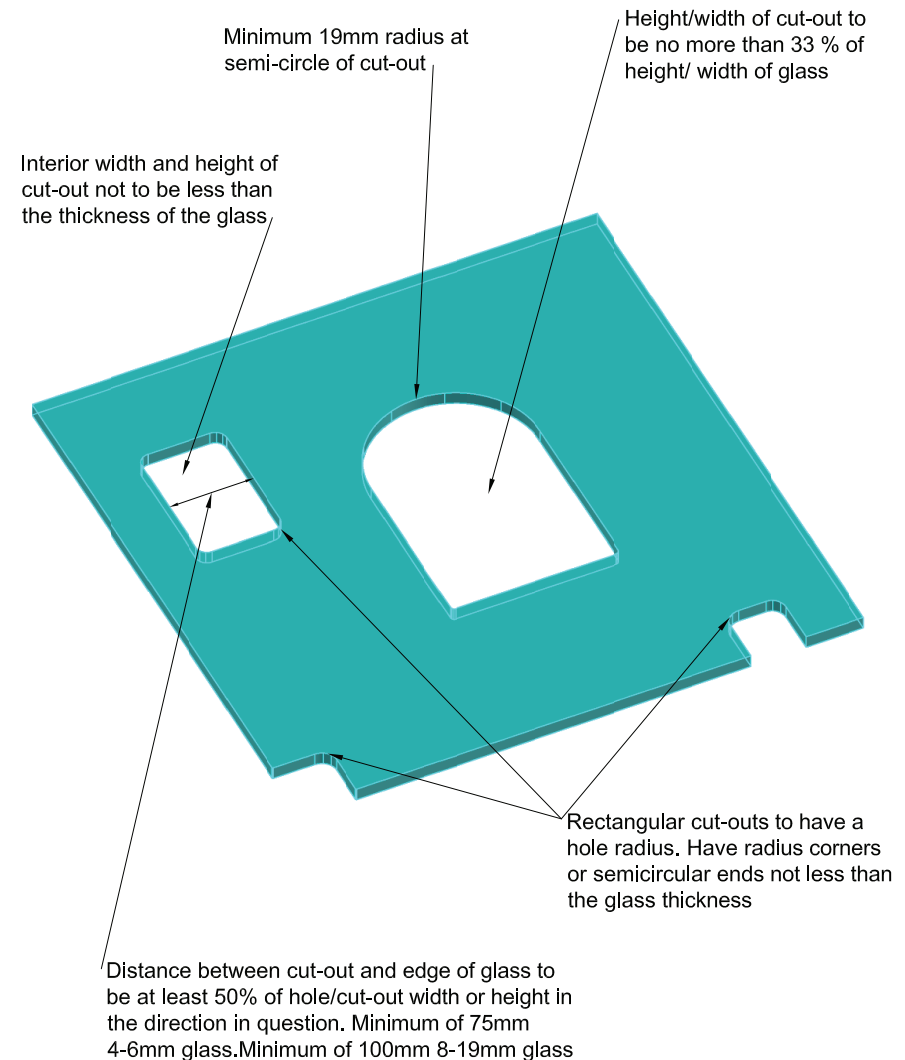 Minimum 19mm radius at
semi-circle of cut-out
Height/width of cut-out to
be no more than 33 % of
height/ width of glass
Interior width and height of
cut-out not to be less than
the thickness of the glass
Rectangular cut-outs to have a
hole radius. Have radius corners
or semicircular ends not less than
the glass thickness
Distance between cut-out and edge of glass to
be at least 50% of hole/cut-out width or height in
the direction in question. Minimum of 75mm
4-6mm glass.Minimum of 100mm 8-19mm glass